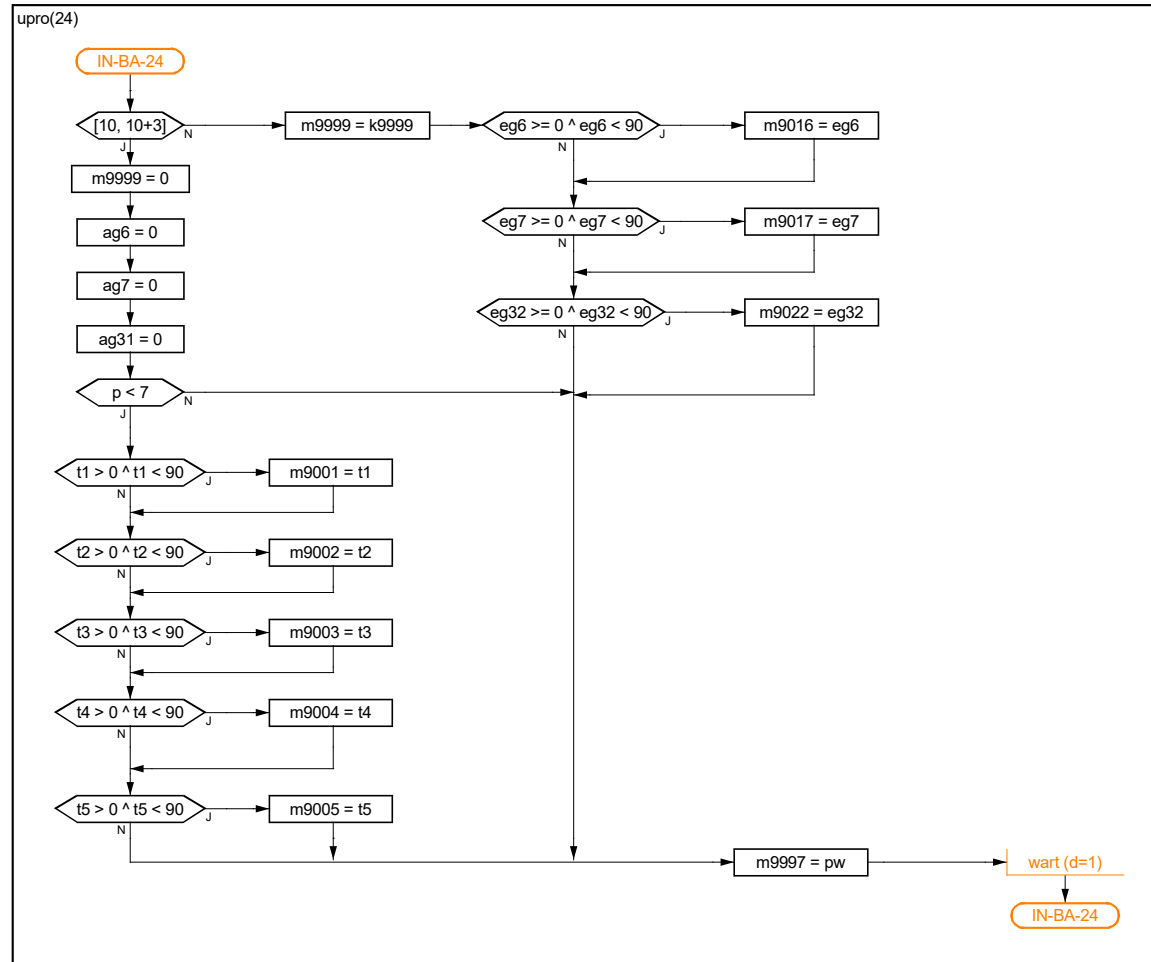 upro(24)
IN-BA-24
[10, 10+3]
N
J
m9999 = k9999
eg6 >= 0 ^ eg6 < 90
J
N
m9016 = eg6
m9999 = 0
ag6 = 0
eg7 >= 0 ^ eg7 < 90
J
N
m9017 = eg7
ag7 = 0
ag31 = 0
eg32 >= 0 ^ eg32 < 90
J
N
m9022 = eg32
p < 7
N
J
t1 > 0 ^ t1 < 90
J
N
m9001 = t1
t2 > 0 ^ t2 < 90
J
N
m9002 = t2
t3 > 0 ^ t3 < 90
J
N
m9003 = t3
t4 > 0 ^ t4 < 90
J
N
m9004 = t4
t5 > 0 ^ t5 < 90
J
N
m9005 = t5
m9997 = pw
wart (d=1)
IN-BA-24